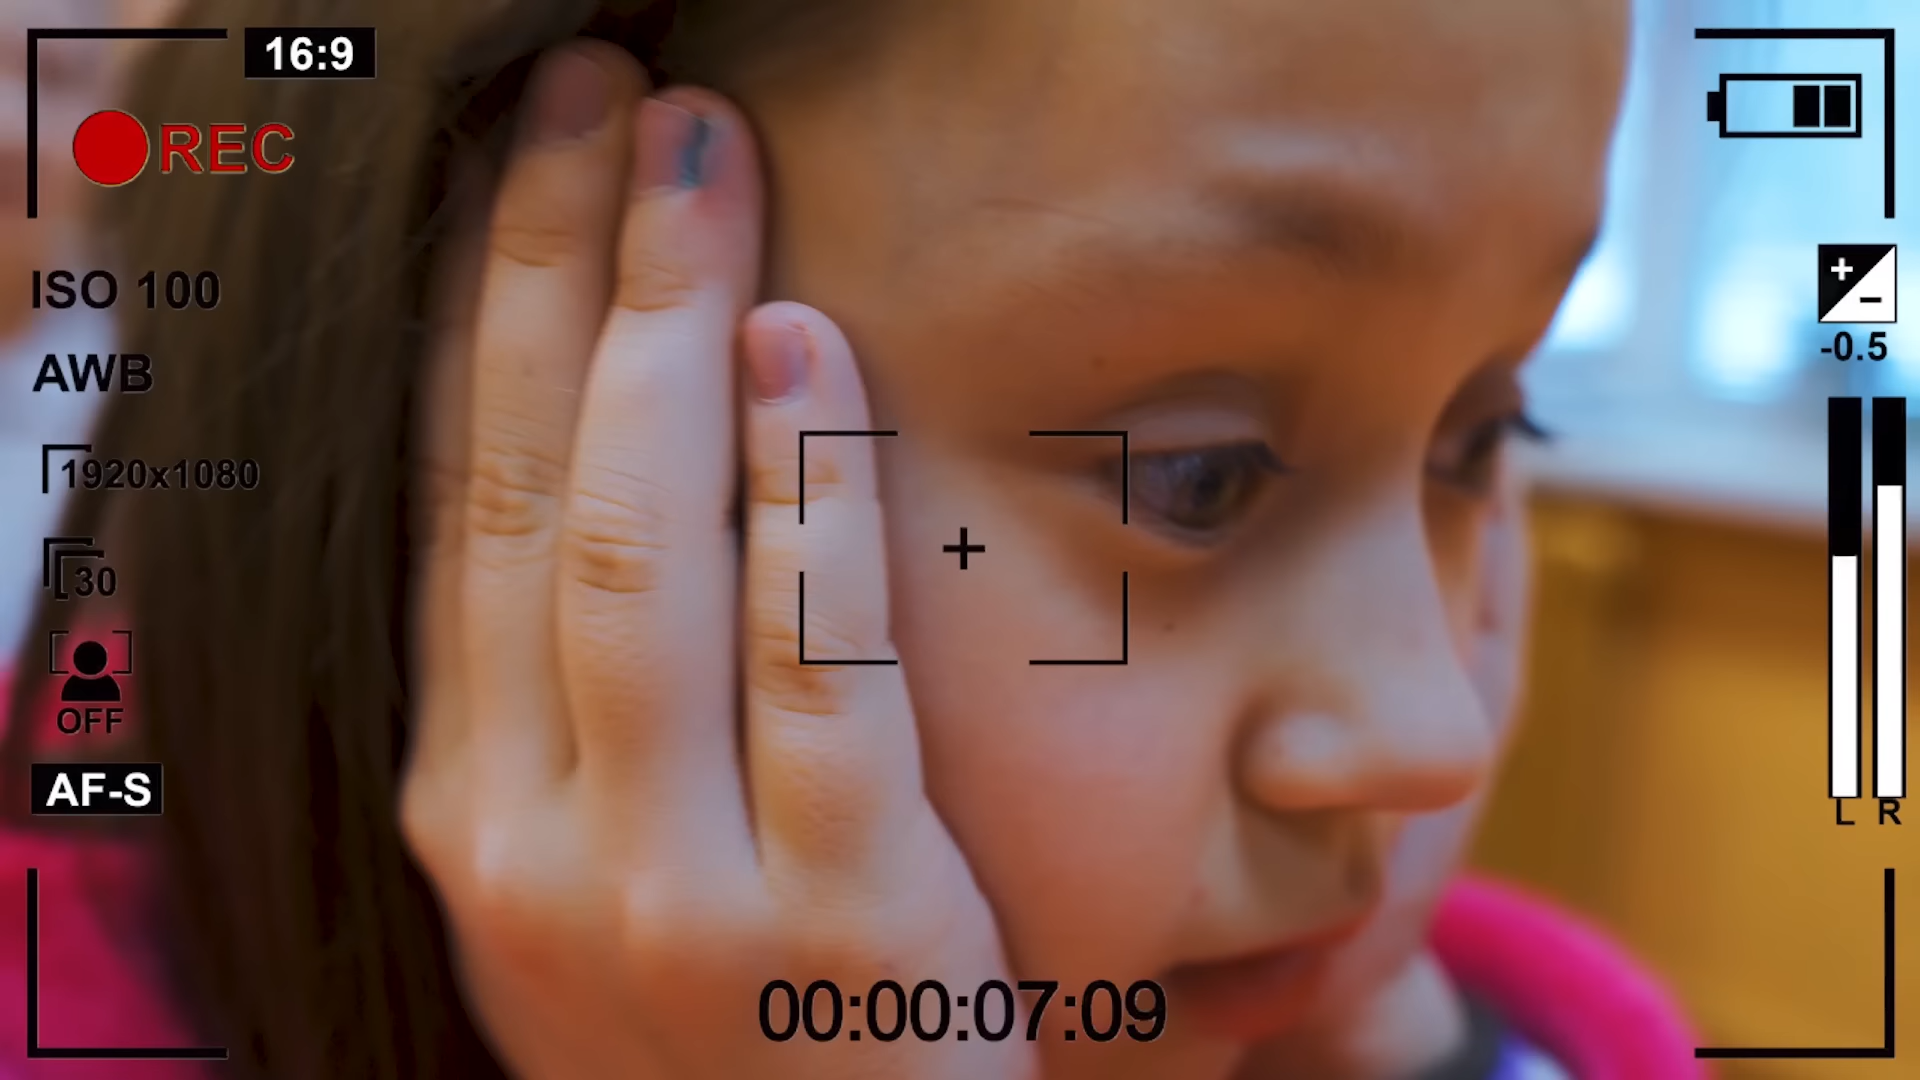 16:9
REC
ISO 100
AWB
1920x1080
30
OFF
AF-S
+
−
-0.5
L R
00:00:07:09